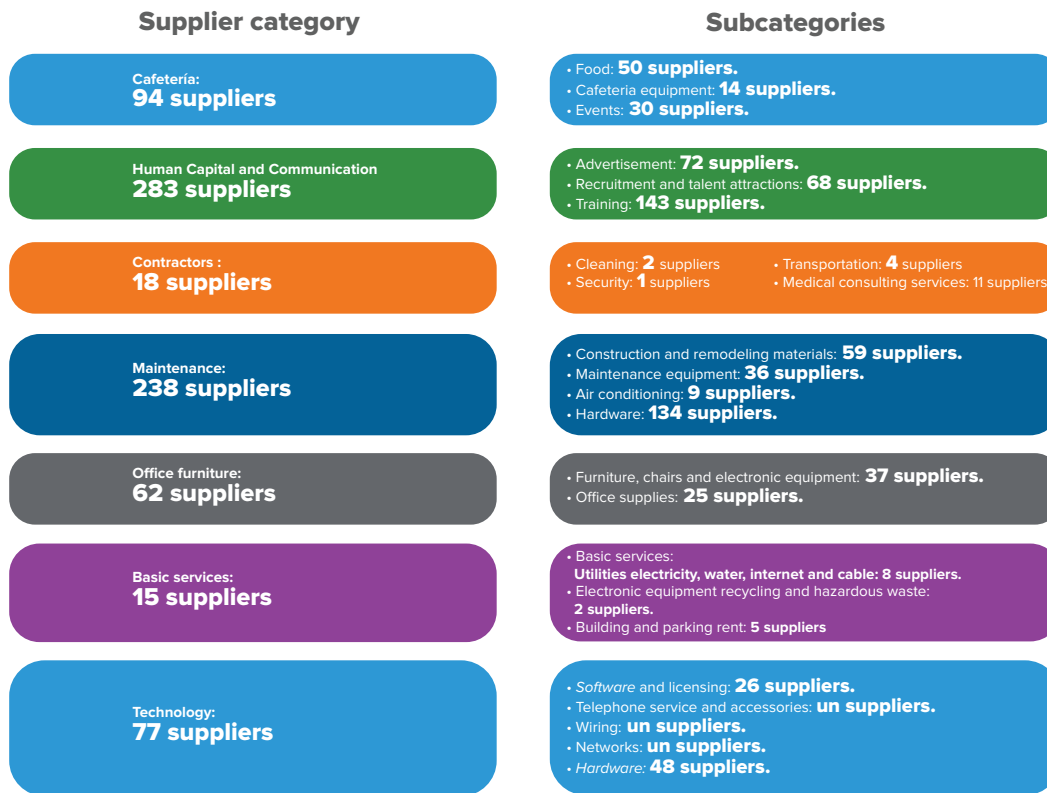 Supplier category
Subcategories
Cafetería:
94 suppliers
• Food: 50 suppliers.
• Cafeteria equipment: 14 suppliers.
• Events: 30 suppliers.
Human Capital and Communication
283 suppliers
• Advertisement: 72 suppliers.
• Recruitment and talent attractions: 68 suppliers.
• Training: 143 suppliers.
Contractors :
18 suppliers
• Cleaning: 2 suppliers
• Security: 1 suppliers
• Transportation: 4 suppliers
• Medical consulting services: 11 suppliers
Maintenance:
238 suppliers
• Construction and remodeling materials: 59 suppliers.
• Maintenance equipment: 36 suppliers.
• Air conditioning: 9 suppliers.
• Hardware: 134 suppliers.
Office furniture:
62 suppliers
• Furniture, chairs and electronic equipment: 37 suppliers.
• Office supplies: 25 suppliers.
Basic services:
15 suppliers
• Basic services:
Utilities electricity, water, internet and cable: 8 suppliers.
• Electronic equipment recycling and hazardous waste:
2 suppliers.
• Building and parking rent: 5 suppliers
Technology:
77 suppliers
• Software and licensing: 26 suppliers.
• Telephone service and accessories: un suppliers.
• Wiring: un suppliers.
• Networks: un suppliers.
• Hardware: 48 suppliers.